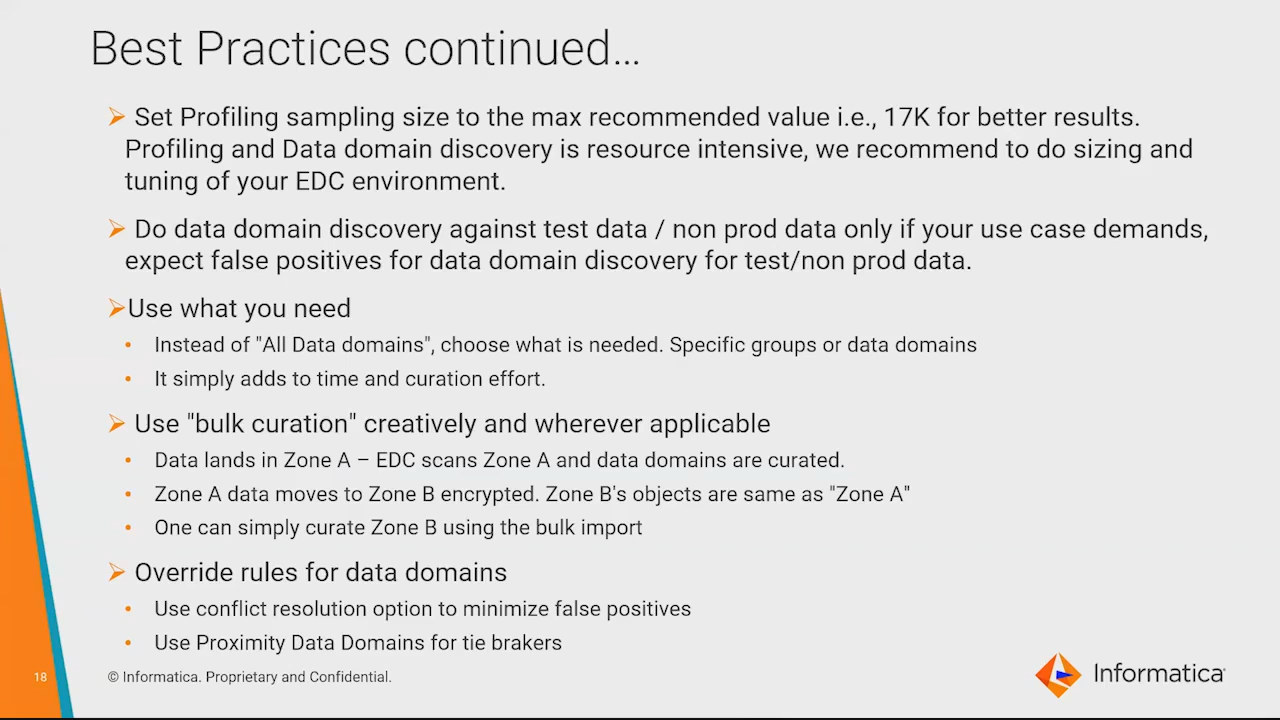 Best Practices continued…
Set Profiling sampling size to the max recommended value i.e., 17K for better results.
Profiling and Data domain discovery is resource intensive, we recommend to do sizing and
tuning of your EDC environment.
Do data domain discovery against test data / non prod data only if your use case demands,
expect false positives for data domain discovery for test/non prod data.
Use what you need
Instead of "All Data domains", choose what is needed. Specific groups or data domains
It simply adds to time and curation effort.
Use "bulk curation" creatively and wherever applicable
Data lands in Zone A – EDC scans Zone A and data domains are curated.
Zone A data moves to Zone B encrypted. Zone B's objects are same as "Zone A"
One can simply curate Zone B using the bulk import
Override rules for data domains
Use conflict resolution option to minimize false positives
Use Proximity Data Domains for tie brakers
18
© Informatica. Proprietary and Confidential.
Informatica